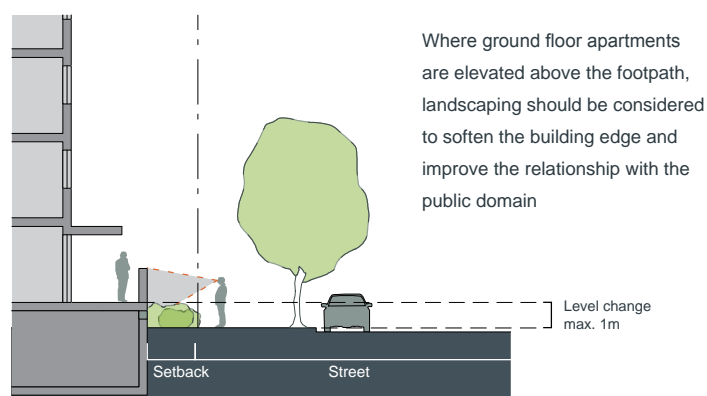 Where ground floor apartments
are elevated above the footpath,
landscaping should be considered
to soften the building edge and
improve the relationship with the
public domain
Level change
max. 1m
Setback
Street